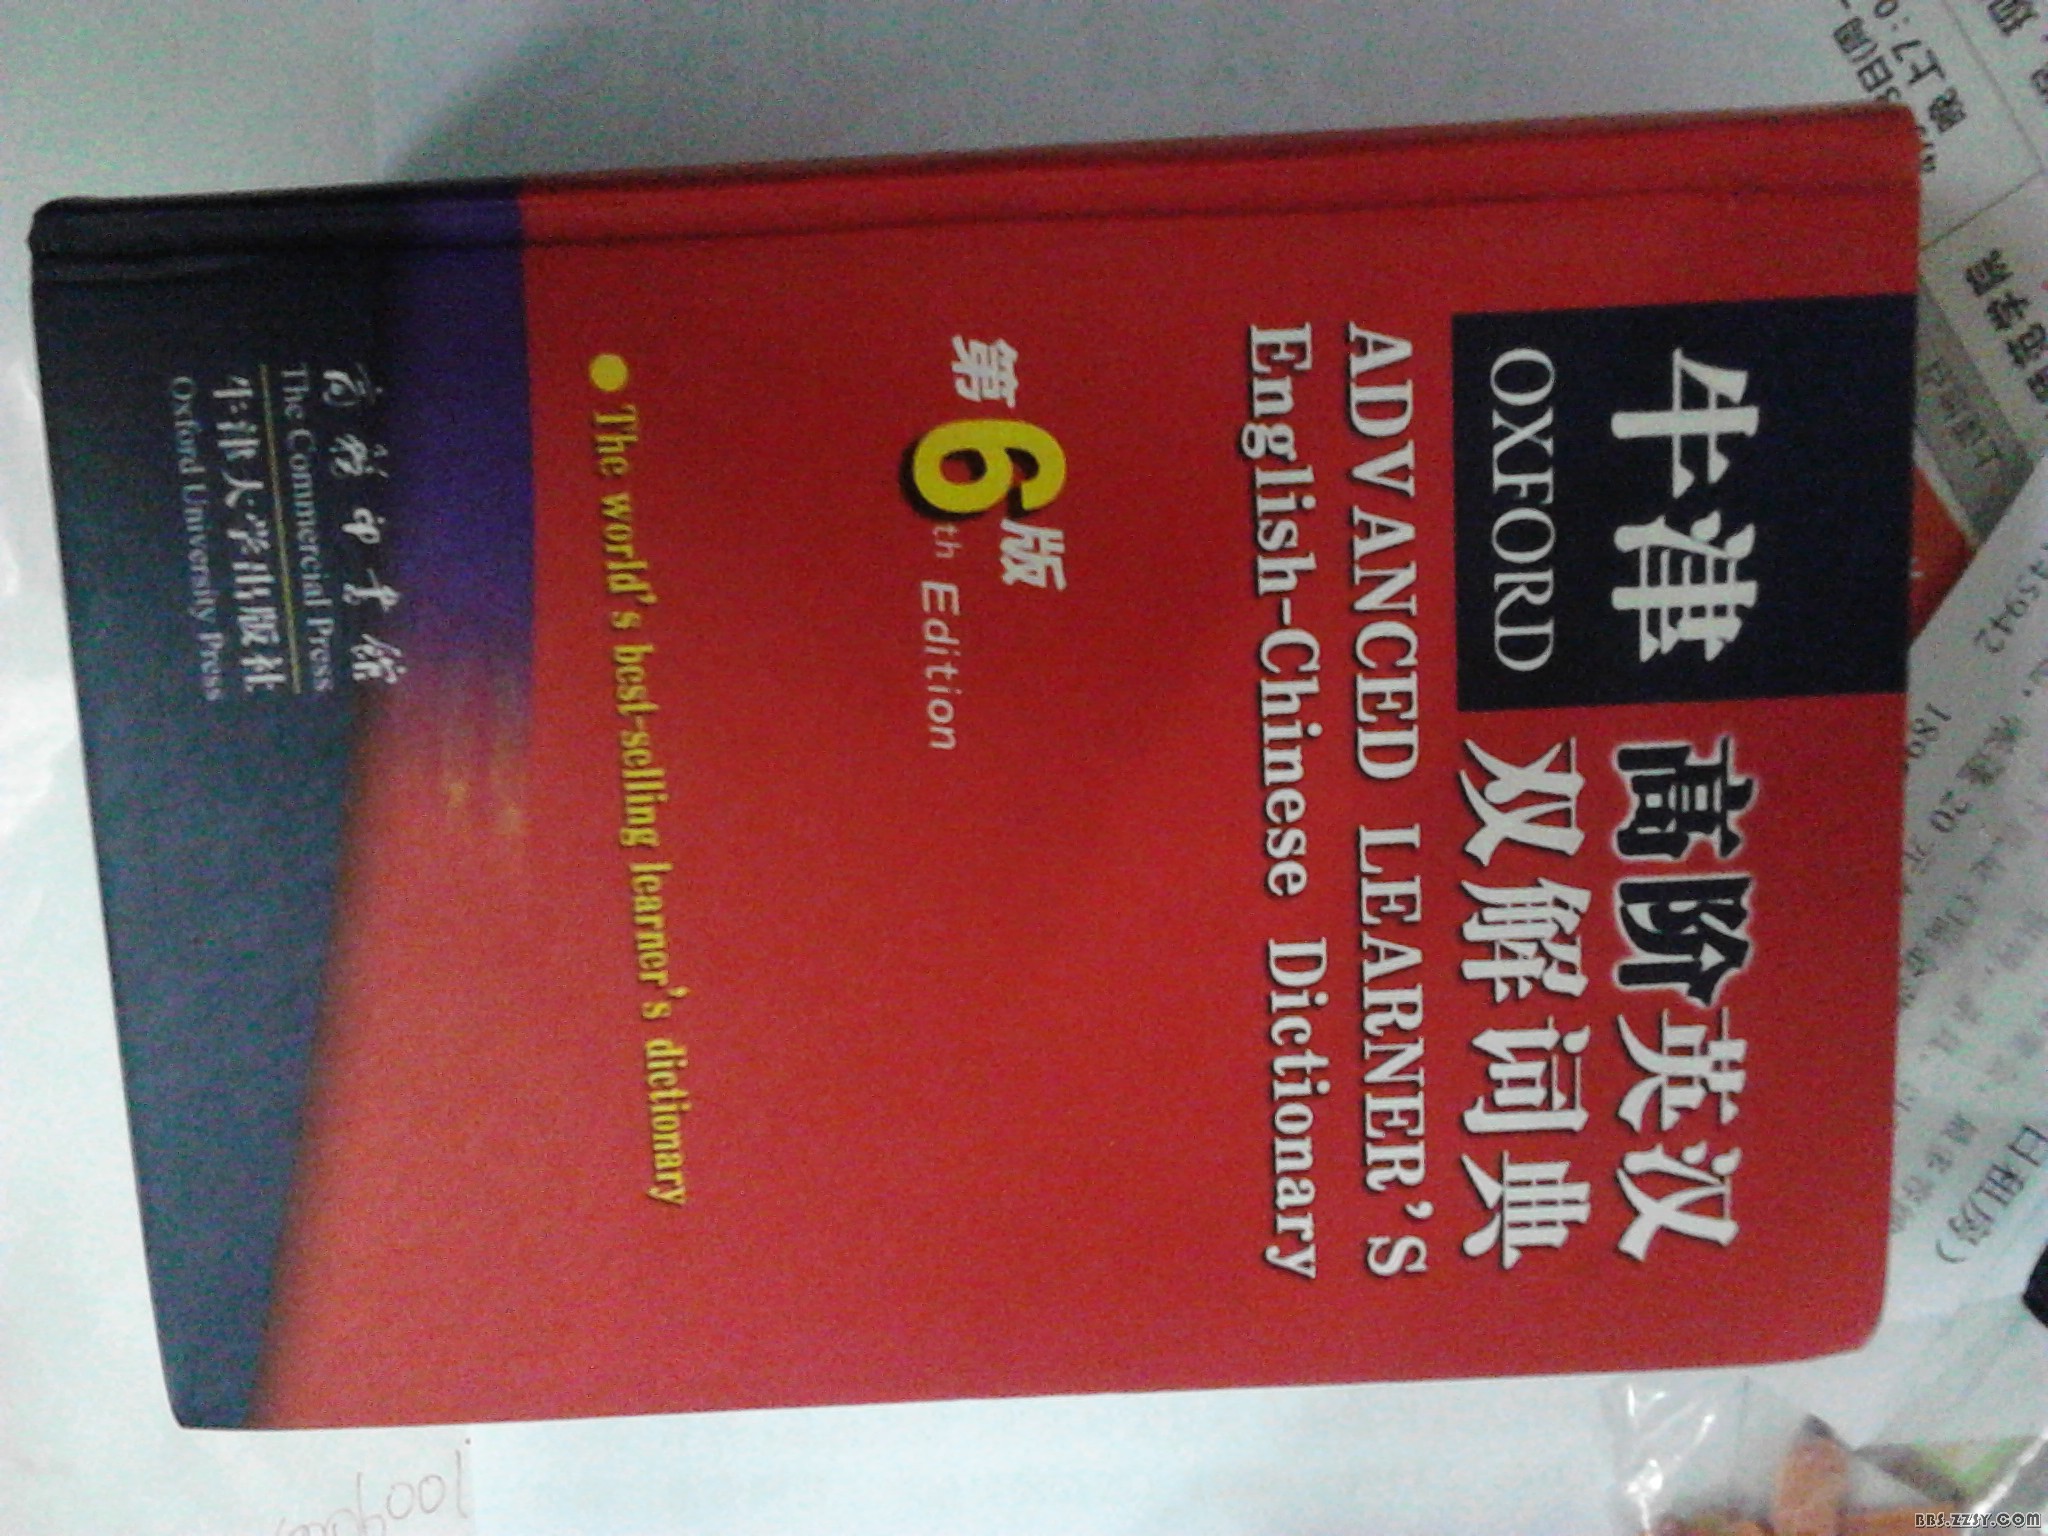 牛津
OXFORD
高阶英汉
双解词典
ADVANCED LEARNER'S
English-Chinese Dictionary
第6版
th Edition
The world's best-selling learner's dictionary
商务印书馆
The Commercial Press
牛津大学出版社
Oxford University Press
BBS.ZZSY.COM